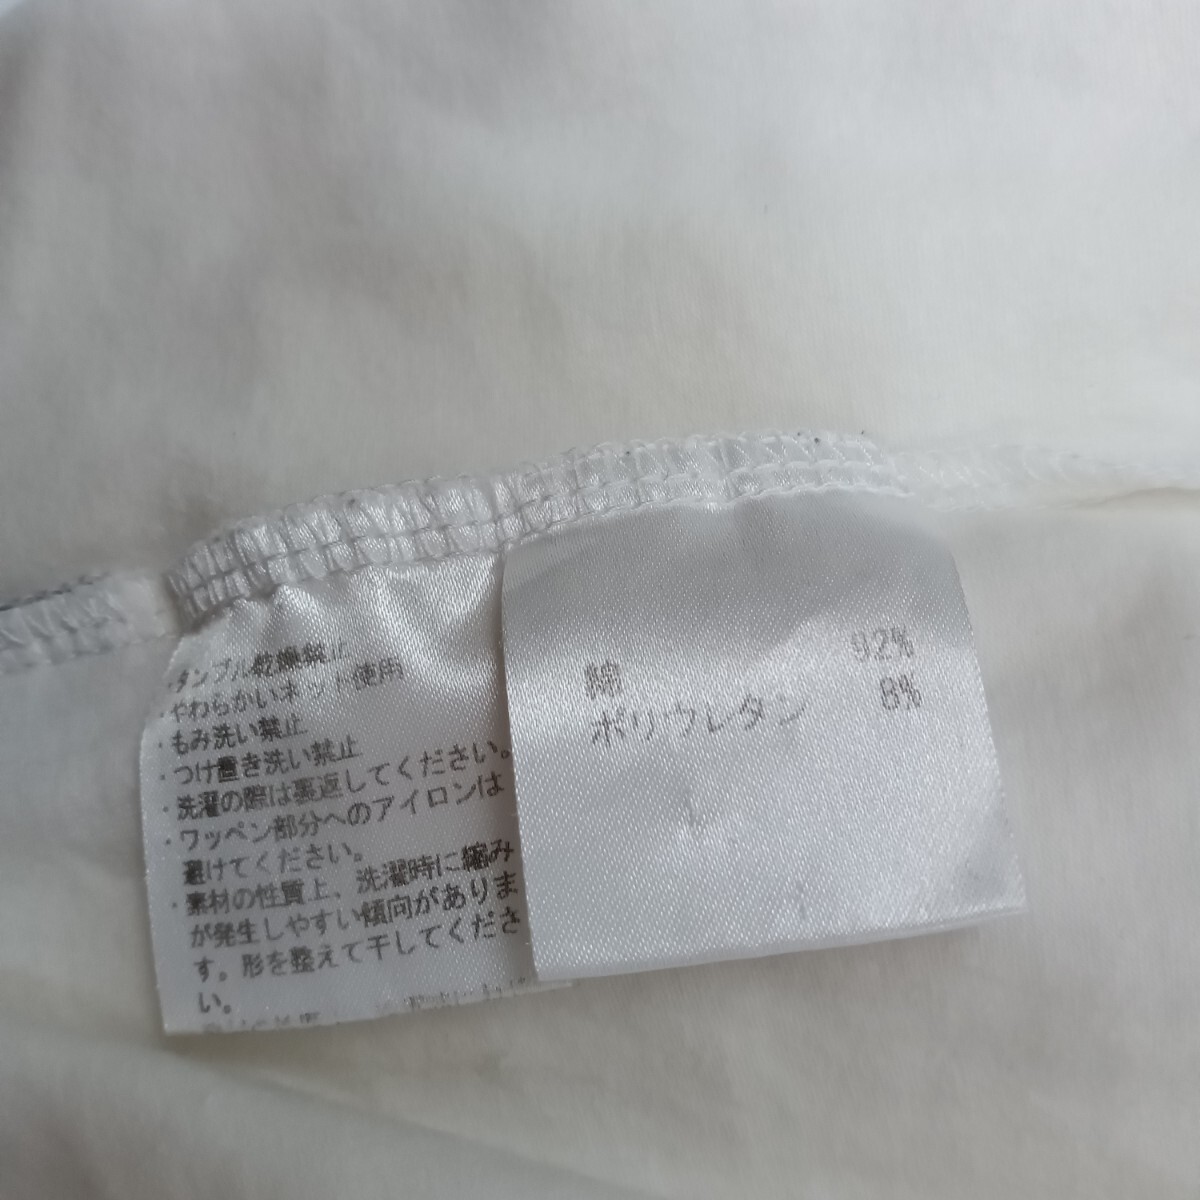 ・タンブル乾燥禁止
・やわらかいネット使用
・もみ洗い禁止
・つけ置き洗い禁止
・洗濯の際は裏返してください。
・ワッペン部分へのアイロンは
避けてください。
・素材の性質上、洗濯時に縮み
が発生しやすい傾向がありま
す。形を整えて干してくださ
い。
綿 92%
ポリウレタン 8%